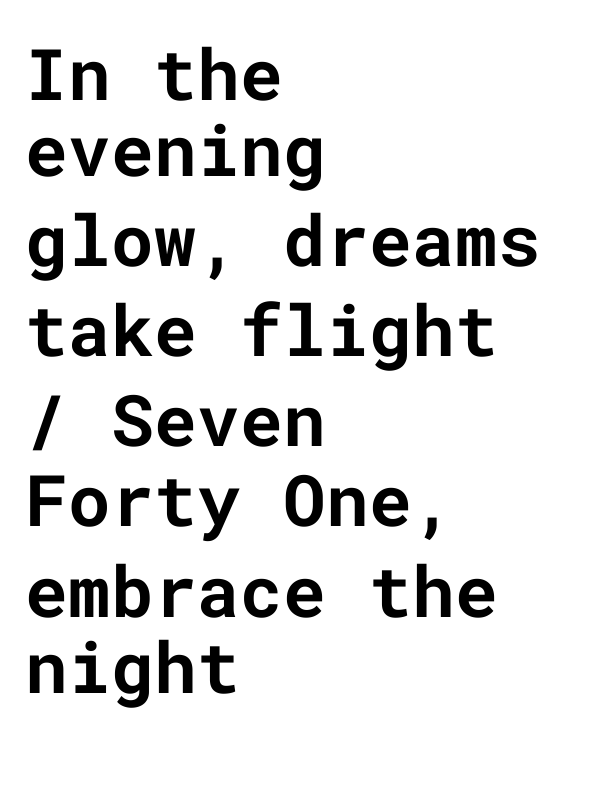 In the
evening
glow, dreams
take flight
/ Seven
Forty One,
embrace the
night